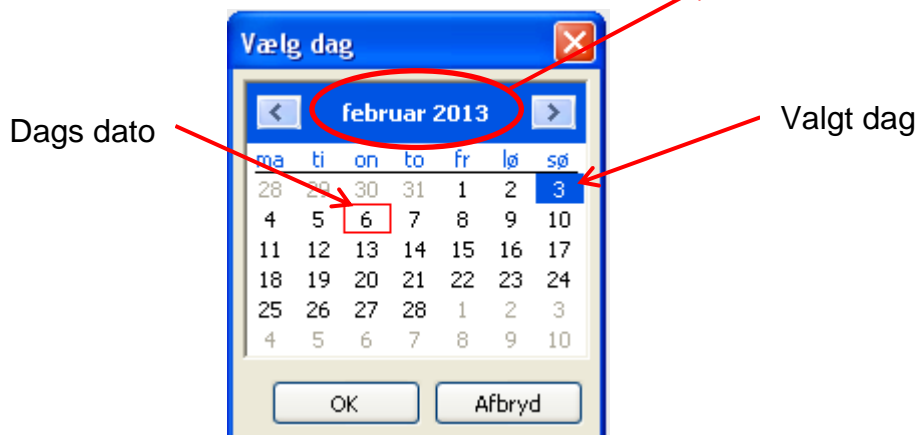 Vælg dag
februar 2013
Dags dato
Valgt dag
ma ti on to fr lø sø
28 29 30 31 1 2 3
4 5 6 7 8 9 10
11 12 13 14 15 16 17
18 19 20 21 22 23 24
25 26 27 28 1 2 3
4 5 6 7 8 9 10
OK Afbryd